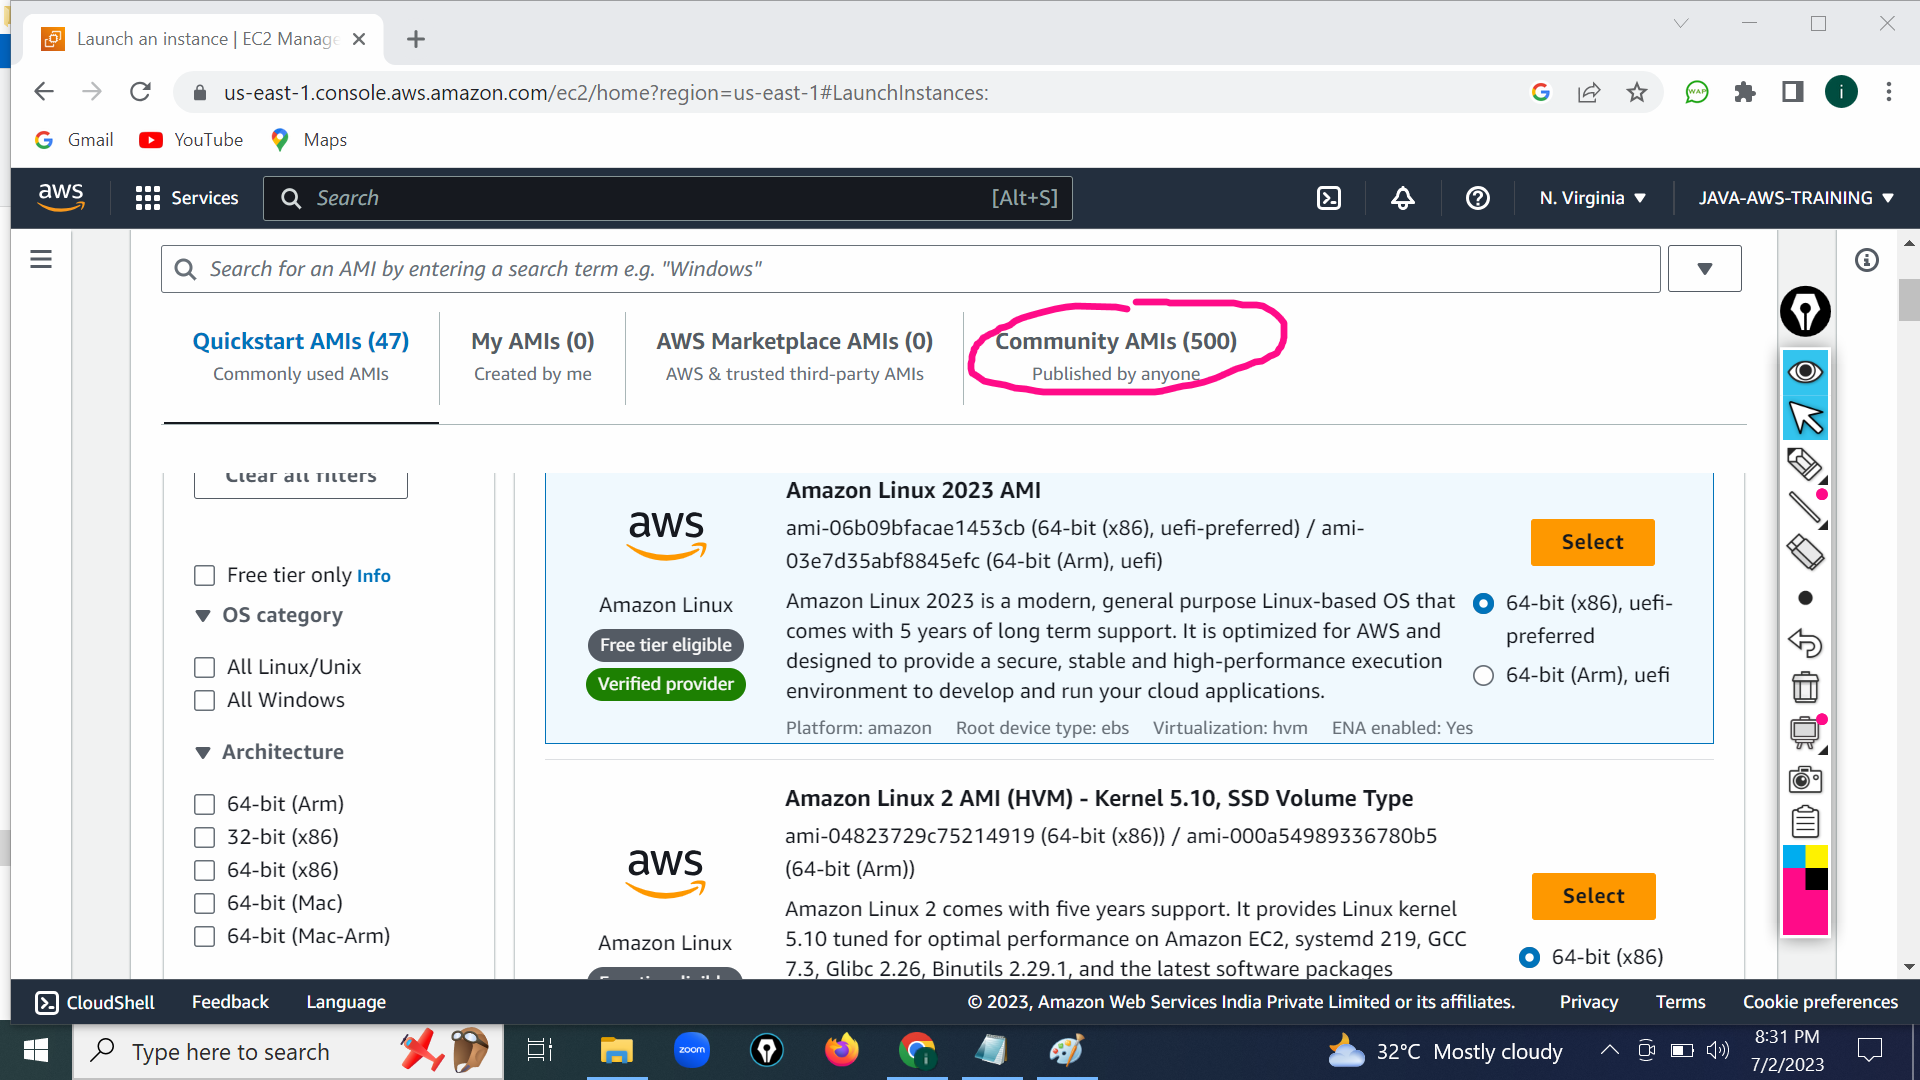 Launch an instance | EC2 Manage
us-east-1.console.aws.amazon.com/ec2/home?region=us-east-1#LaunchInstances:
WAP
i
Gmail YouTube Maps
aws Services Search [Alt+S] N. Virginia JAVA-AWS-TRAINING
Search for an AMI by entering a search term e.g. "Windows"
Quickstart AMIs (47)
Commonly used AMIs
My AMIs (0)
Created by me
AWS Marketplace AMIs (0)
AWS & trusted third-party AMIs
Community AMIs (500)
Published by anyone
Clear all filters
Free tier only Info
OS category
All Linux/Unix
All Windows
Architecture
64-bit (Arm)
32-bit (x86)
64-bit (x86)
64-bit (Mac)
64-bit (Mac-Arm)
aws
Amazon Linux
Free tier eligible
Verified provider
Amazon Linux 2023 AMI
ami-06b09bfacae1453cb (64-bit (x86), uefi-preferred) / ami-
03e7d35abf8845efc (64-bit (Arm), uefi)
Amazon Linux 2023 is a modern, general purpose Linux-based OS that
comes with 5 years of long term support. It is optimized for AWS and
designed to provide a secure, stable and high-performance execution
environment to develop and run your cloud applications.
Platform: amazon Root device type: ebs Virtualization: hvm ENA enabled: Yes
Select
64-bit (x86), uefi-
preferred
64-bit (Arm), uefi
aws
Amazon Linux
Free tier eligible
Amazon Linux 2 AMI (HVM) - Kernel 5.10, SSD Volume Type
ami-04823729c75214919 (64-bit (x86)) / ami-000a54989336780b5
(64-bit (Arm))
Amazon Linux 2 comes with five years support. It provides Linux kernel
5.10 tuned for optimal performance on Amazon EC2, systemd 219, GCC
7.3, Glibc 2.26, Binutils 2.29.1, and the latest software packages
Select
64-bit (x86)
CloudShell Feedback Language © 2023, Amazon Web Services India Private Limited or its affiliates. Privacy Terms Cookie preferences
Type here to search
zoom
i
32°C Mostly cloudy
8:31 PM
7/2/2023